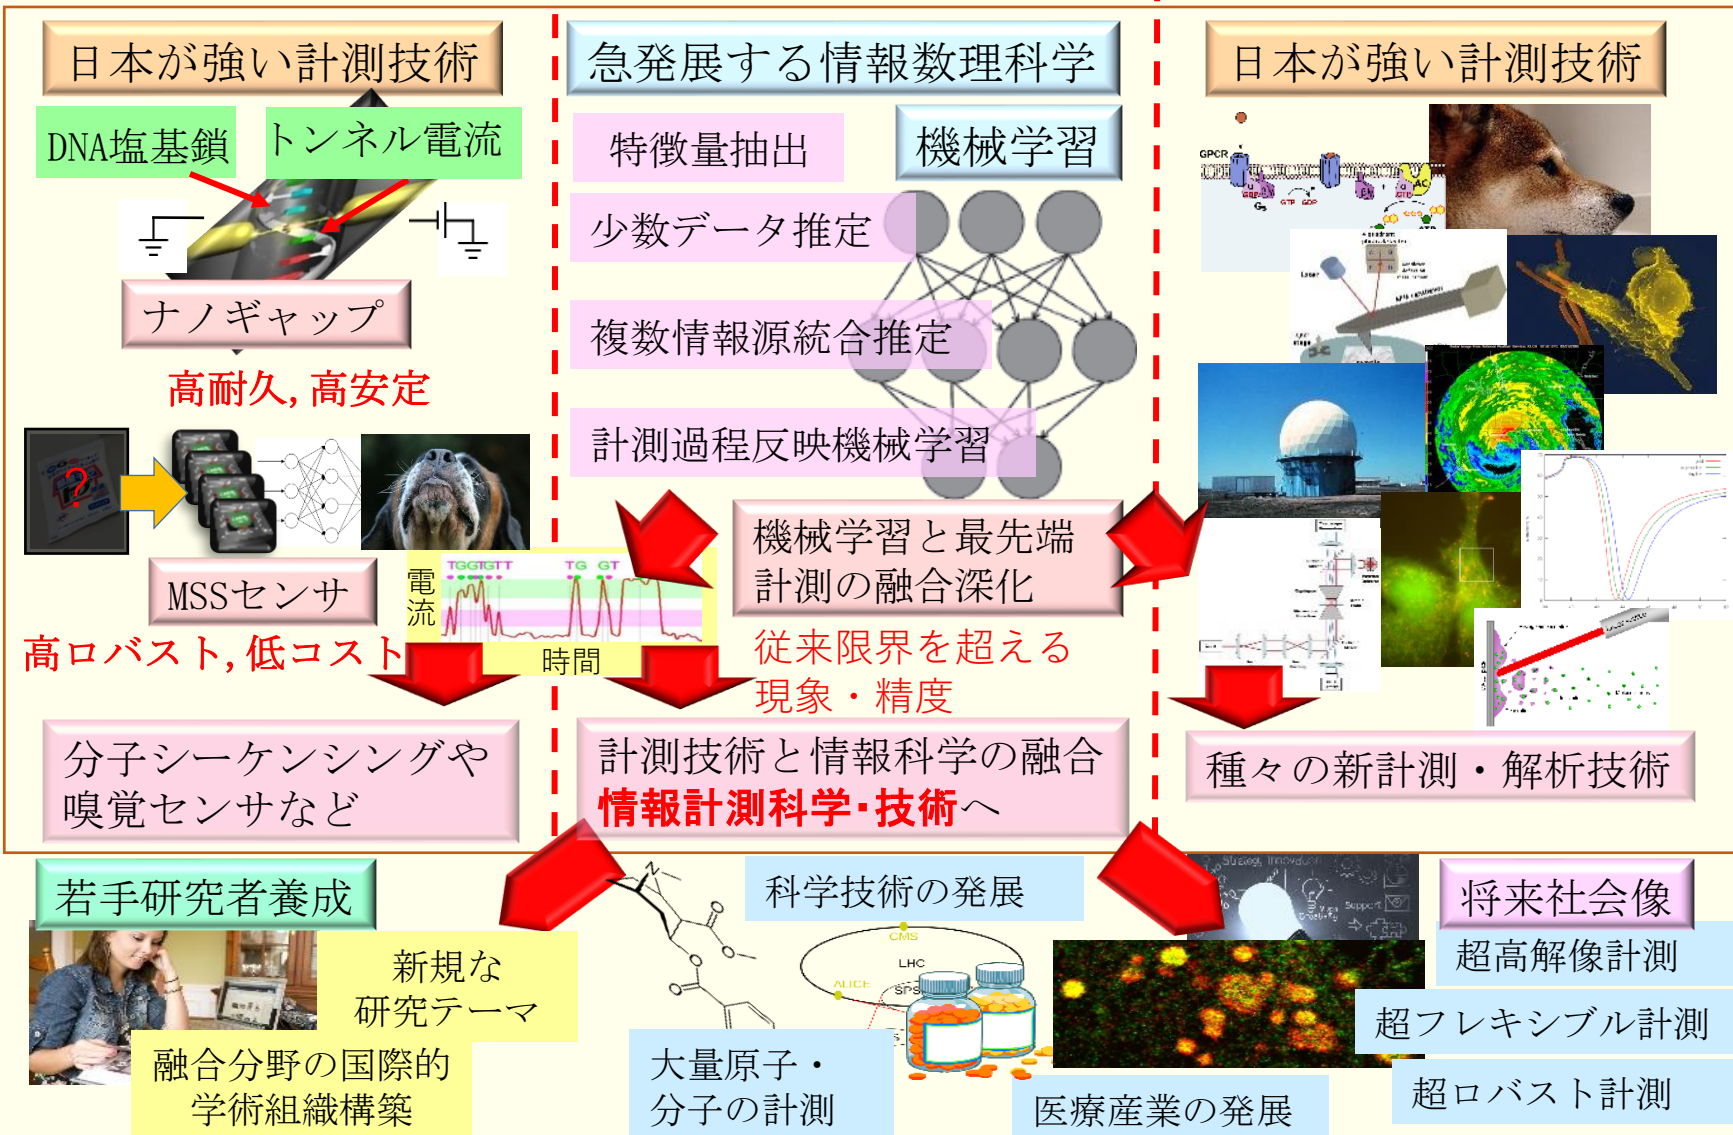 日本が強い計測技術
DNA塩基鎖
トンネル電流
ナノギャップ
高耐久,高安定
?
MSSセンサ
高ロバスト,低コスト
電流
TGGTGTT
TG
GT
時間
分子シーケンシングや
嗅覚センサなど
急発展する情報数理科学
機械学習
特徴量抽出
少数データ推定
複数情報源統合推定
計測過程反映機械学習
機械学習と最先端
計測の融合深化
従来限界を超える
現象・精度
計測技術と情報科学の融合
情報計測科学・技術へ
日本が強い計測技術
GPCR
α
β
GDP
Gs
GTP
GDP
AC
Laser
種々の新計測・解析技術
若手研究者養成
新規な
研究テーマ
融合分野の国際的
学術組織構築
科学技術の発展
N
O
O
O
O
CMS
LHC
ALICE
SPS
大量原子・
分子の計測
医療産業の発展
Strategy
Innovation
Support
将来社会像
超高解像計測
超フレキシブル計測
超ロバスト計測